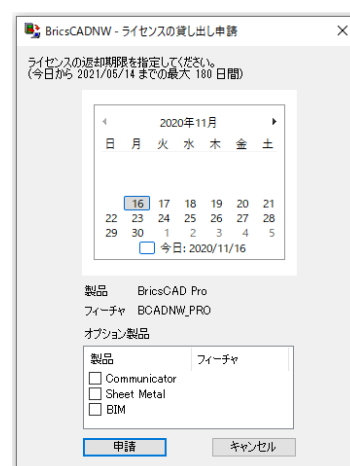 BricsCADNW - ライセンスの貸し出し申請
ライセンスの返却期限を指定してください。
(今日から 2021/05/14 までの最大 180 日間)
2020年11月
日 月 火 水 木 金 土
16 17 18 19 20 21
22 23 24 25 26 27 28
29 30 1 2 3 4 5
今日: 2020/11/16
製品 BricsCAD Pro
フィーチャ BCADNW_PRO
オプション製品
製品 フィーチャ
Communicator
Sheet Metal
BIM
申請 キャンセル